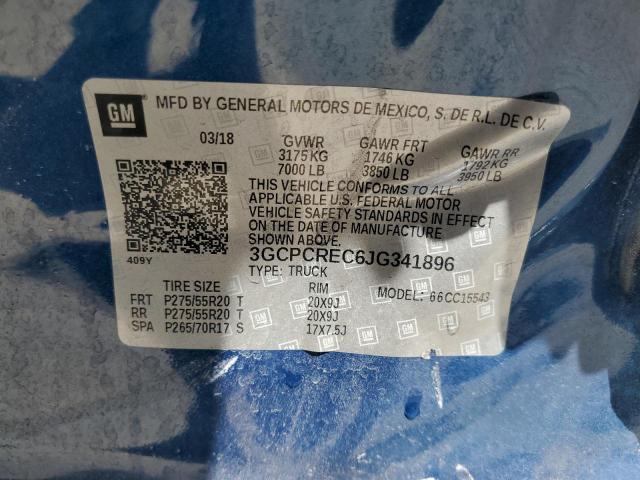 GM
MFD BY GENERAL MOTORS DE MEXICO, S. DE R.L. DE C.V.
03/18 GVWR GAWR FRT GAWR RR
3175 KG 1746 KG 1792 KG
7000 LB 3850 LB 3950 LB
THIS VEHICLE CONFORMS TO ALL
APPLICABLE U.S. FEDERAL MOTOR
VEHICLE SAFETY STANDARDS IN EFFECT
ON THE DATE OF MANUFACTURE
SHOWN ABOVE.
409Y
3GCPCREC6JG341896
TYPE: TRUCK
TIRE SIZE RIM MODEL: 66CC15543
FRT P275/55R20 T 20X9J
RR P275/55R20 T 20X9J
SPA P265/70R17 S 17X7.5J